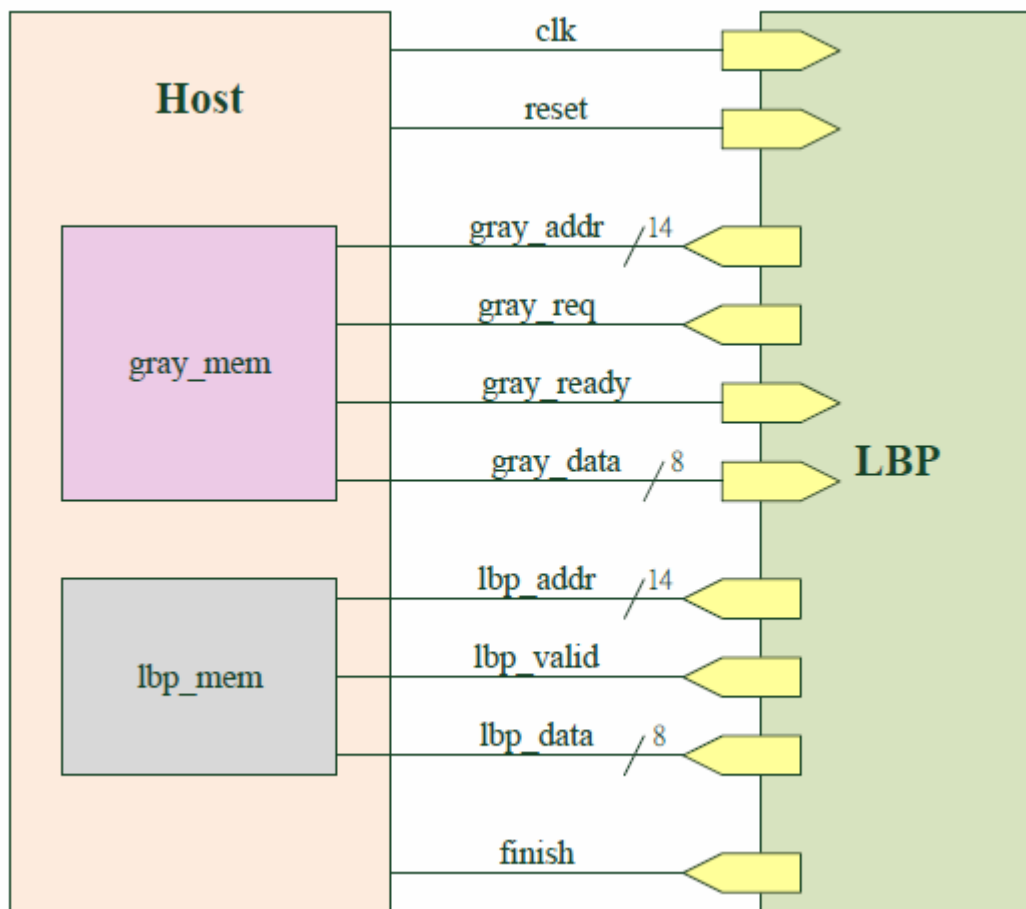 clk
Host
reset
gray_addr 14
gray_req
gray_mem
gray_ready
gray_data 8
LBP
lbp_addr 14
lbp_valid
lbp_mem
lbp_data 8
finish